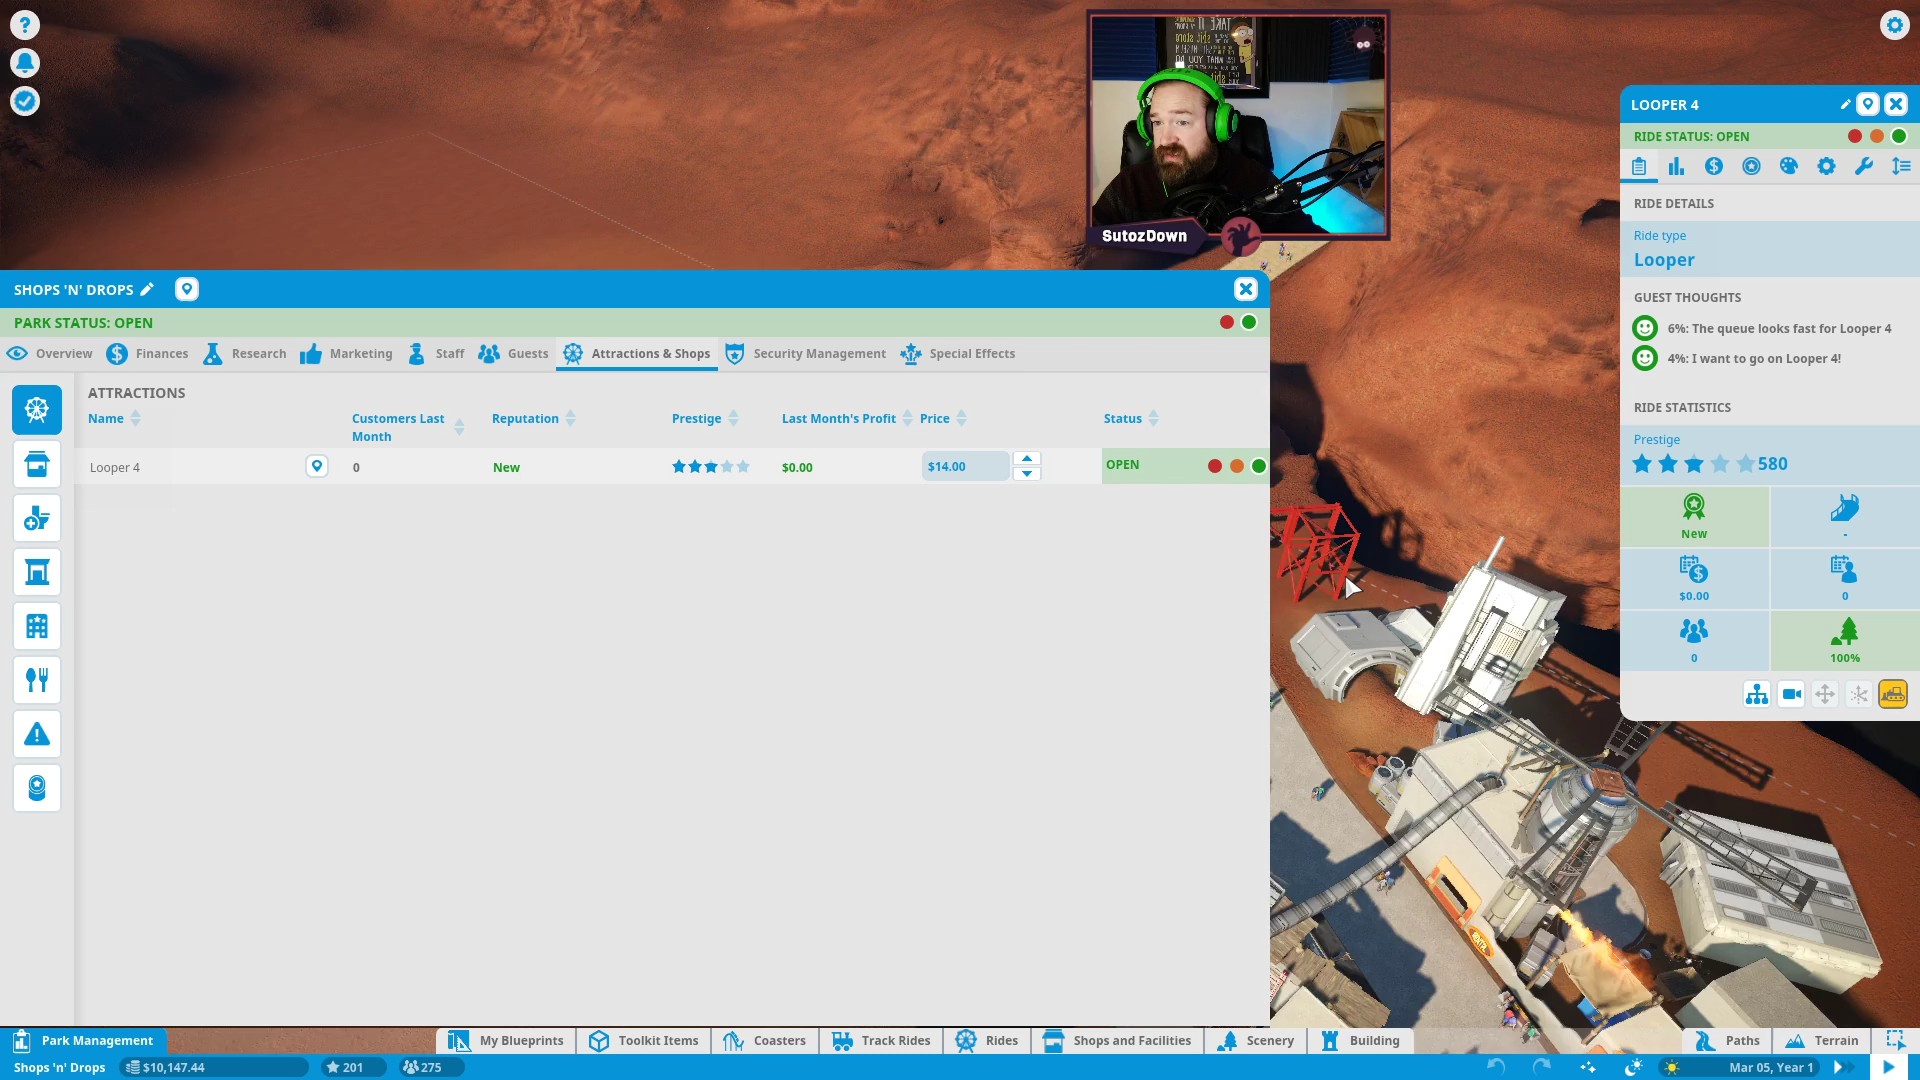 SutozDown
SHOPS 'N' DROPS
PARK STATUS: OPEN
Overview
Finances
Research
Marketing
Staff
Guests
Attractions & Shops
Security Management
Special Effects
ATTRACTIONS
Name
Customers Last Month
Reputation
Prestige
Last Month's Profit
Price
Status
Looper 4
0
New
$0.00
$14.00
OPEN
LOOPER 4
RIDE STATUS: OPEN
RIDE DETAILS
Ride type
Looper
GUEST THOUGHTS
6%: The queue looks fast for Looper 4
4%: I want to go on Looper 4!
RIDE STATISTICS
Prestige
580
New
-
$0.00
0
0
100%
Park Management
My Blueprints
Toolkit Items
Coasters
Track Rides
Rides
Shops and Facilities
Scenery
Building
Paths
Terrain
Shops 'n' Drops
$10,147.44
201
275
Mar 05, Year 1